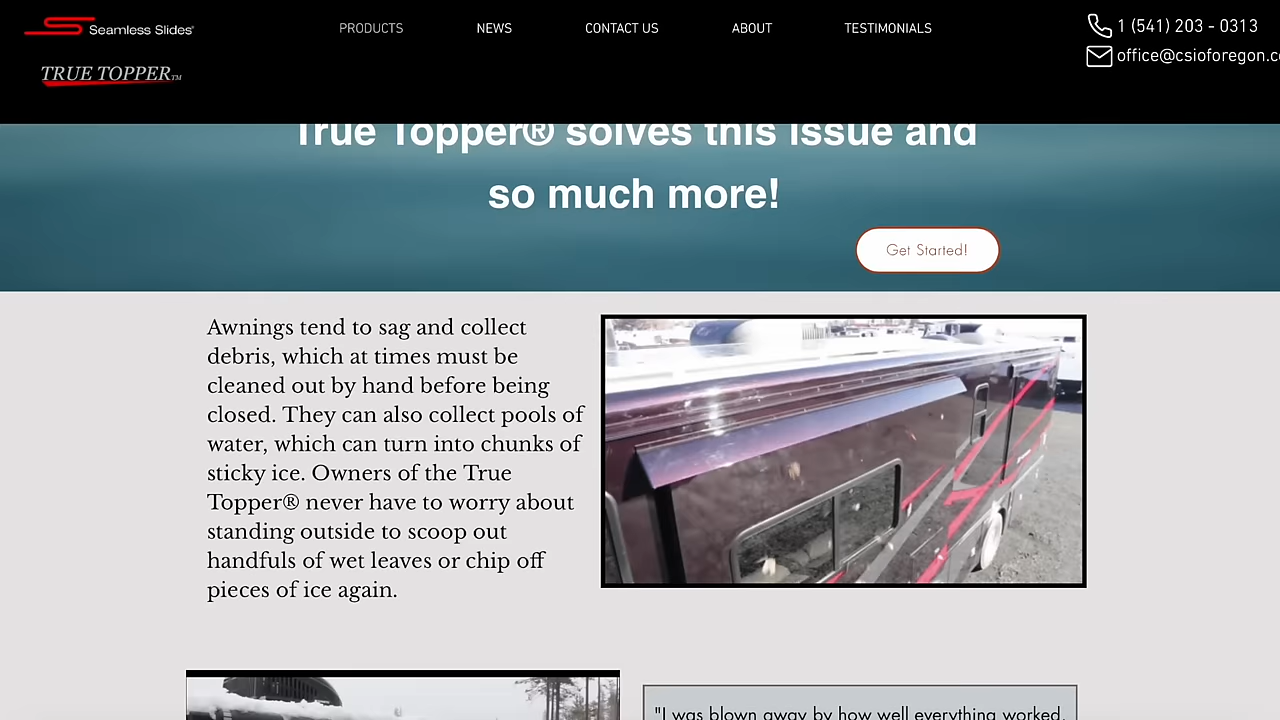 Seamless Slides®
TRUE TOPPER TM
PRODUCTS
NEWS
CONTACT US
ABOUT
TESTIMONIALS
1 (541) 203 - 0313
office@csioforegon.c
True Topper® solves this issue and
so much more!
Get Started!
Awnings tend to sag and collect
debris, which at times must be
cleaned out by hand before being
closed. They can also collect pools of
water, which can turn into chunks of
sticky ice. Owners of the True
Topper® never have to worry about
standing outside to scoop out
handfuls of wet leaves or chip off
pieces of ice again.
"I was blown away by how well everything worked.